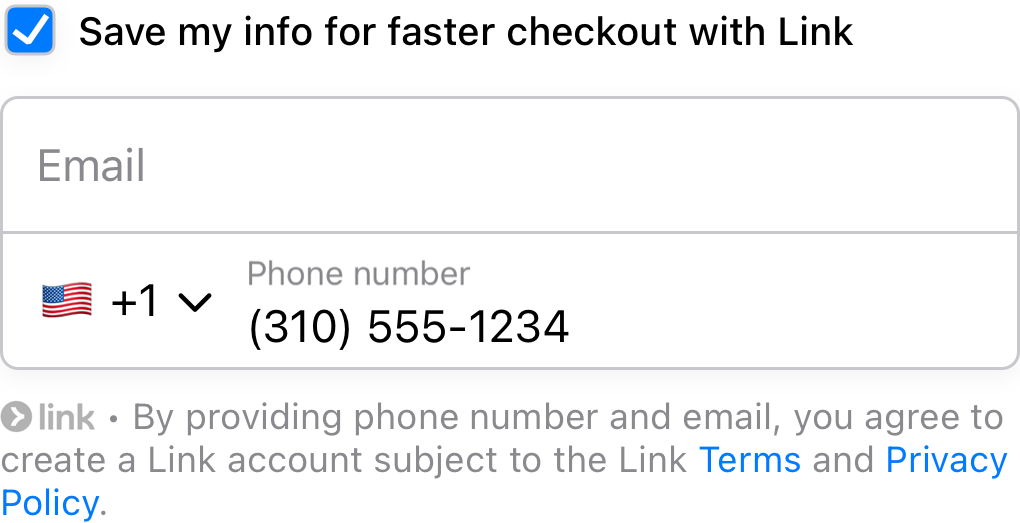 Save my info for faster checkout with Link
Email
+1
Phone number
(310) 555-1234
link • By providing phone number and email, you agree to
create a Link account subject to the Link Terms and Privacy
Policy.